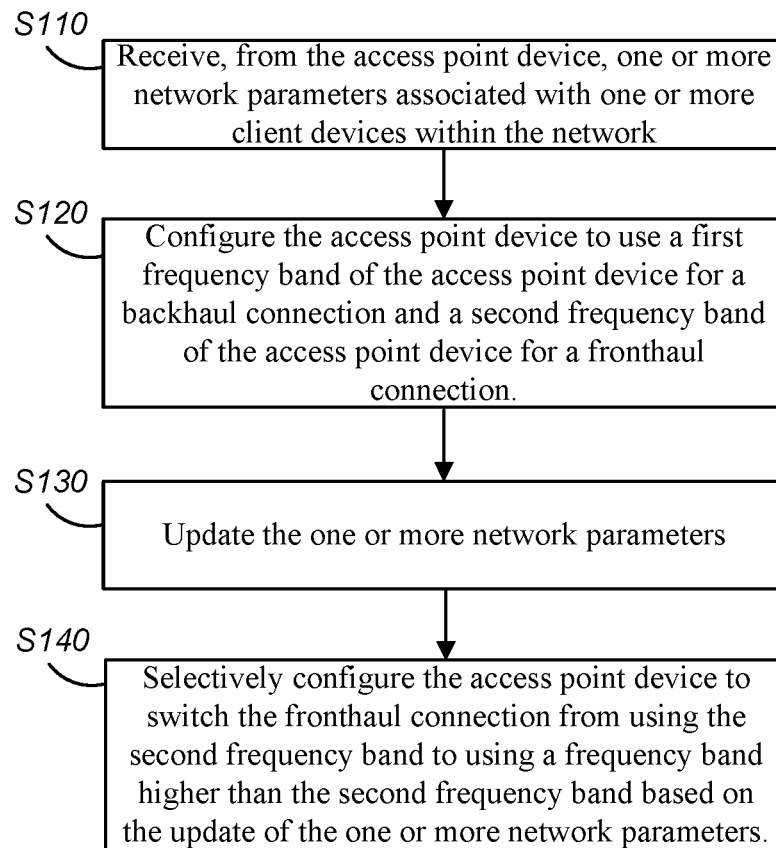 S110
Receive, from the access point device, one or more
network parameters associated with one or more
client devices within the network
S120
Configure the access point device to use a first
frequency band of the access point device for a
backhaul connection and a second frequency band
of the access point device for a fronthaul
connection.
S130
Update the one or more network parameters
S140
Selectively configure the access point device to
switch the fronthaul connection from using the
second frequency band to using a frequency band
higher than the second frequency band based on
the update of the one or more network parameters.